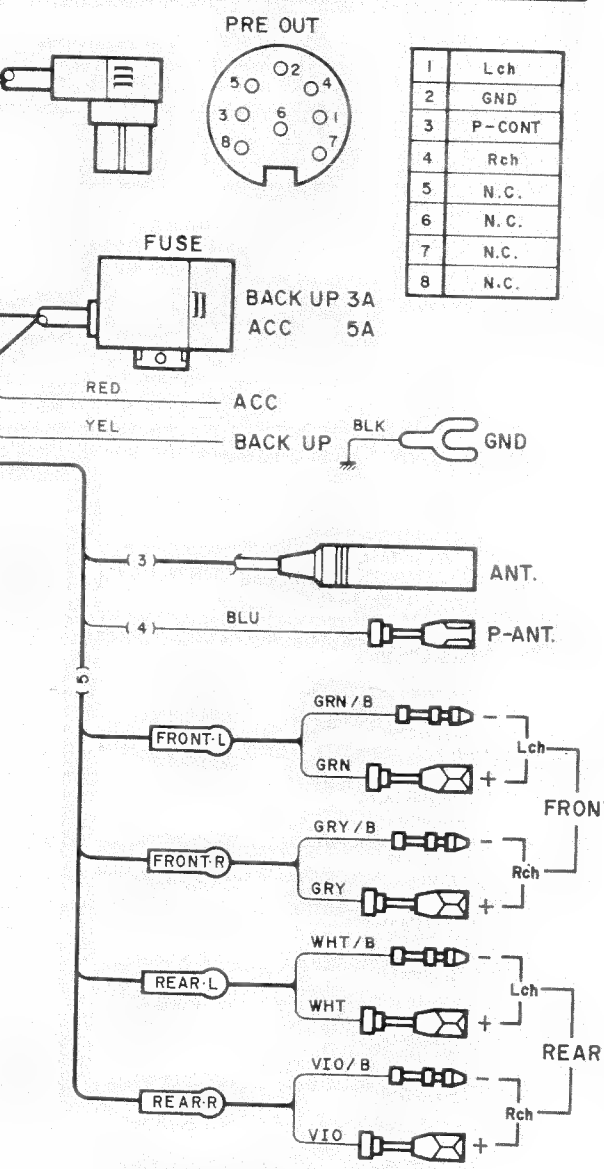 PRE OUT
5 2 4
3 6 1
8 7
1 Lch
2 GND
3 P-CONT
4 Rch
5 N.C.
6 N.C.
7 N.C.
8 N.C.
FUSE
BACK UP 3A
ACC 5A
RED ACC
YEL BACK UP
BLK GND
(3) ANT.
(4) BLU P-ANT.
(5)
FRONT·L
GRN/B -
GRN +
Lch
FRONT·R
GRY/B -
GRY +
Rch
REAR·L
WHT/B -
WHT +
Lch
REAR
REAR·R
VIO/B -
VIO +
Rch